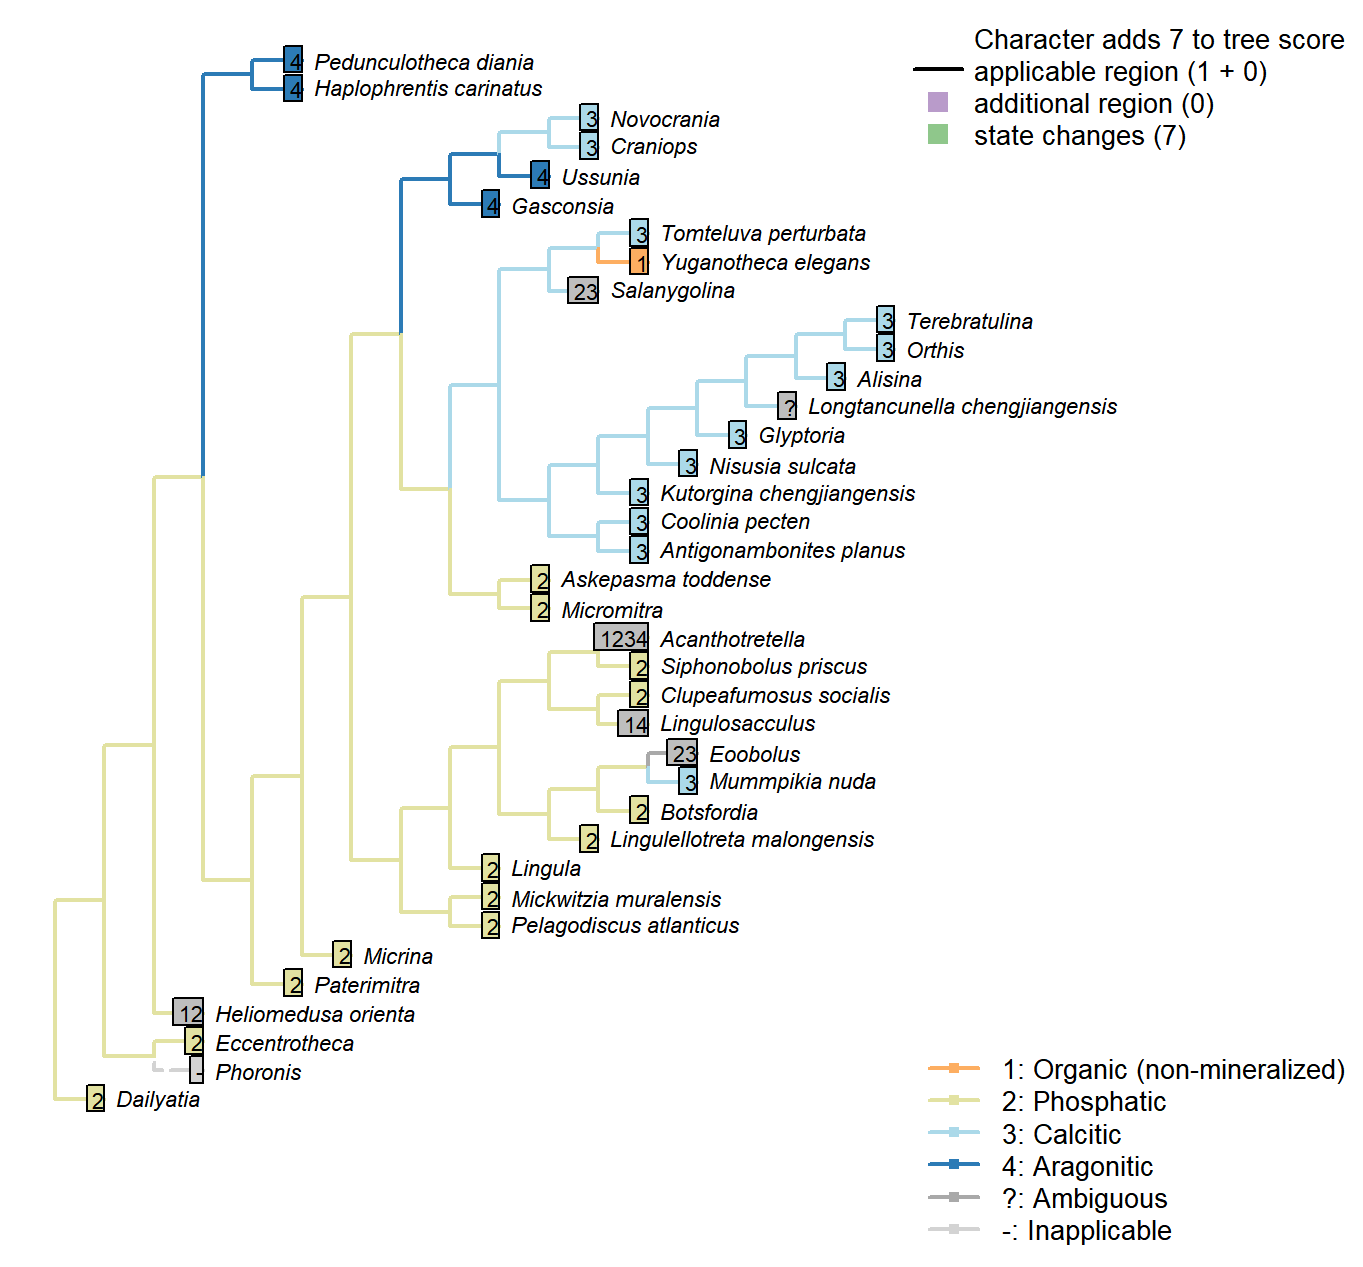 Character adds 7 to tree score
applicable region (1 + 0)
additional region (0)
state changes (7)
4 Pedunculotheca diania
4 Haplophrentis carinatus
3 Novocrania
3 Craniops
4 Ussunia
4 Gasconsia
3 Tomteluva perturbata
1 Yuganotheca elegans
23 Salanygolina
3 Terebratulina
3 Orthis
3 Alisina
? Longtancunella chengjiangensis
3 Glyptoria
3 Nisusia sulcata
3 Kutorgina chengjiangensis
3 Coolinia pecten
3 Antigonambonites planus
2 Askepasma toddense
2 Micromitra
1234 Acanthotretella
2 Siphonobolus priscus
2 Clupeafumosus socialis
14 Lingulosacculus
23 Eoobolus
3 Mummpikia nuda
2 Botsfordia
2 Lingulellotreta malongensis
2 Lingula
2 Mickwitzia muralensis
2 Pelagodiscus atlanticus
2 Micrina
2 Paterimitra
12 Heliomedusa orienta
2 Eccentrotheca
- Phoronis
2 Dailyatia
1: Organic (non-mineralized)
2: Phosphatic
3: Calcitic
4: Aragonitic
?: Ambiguous
-: Inapplicable